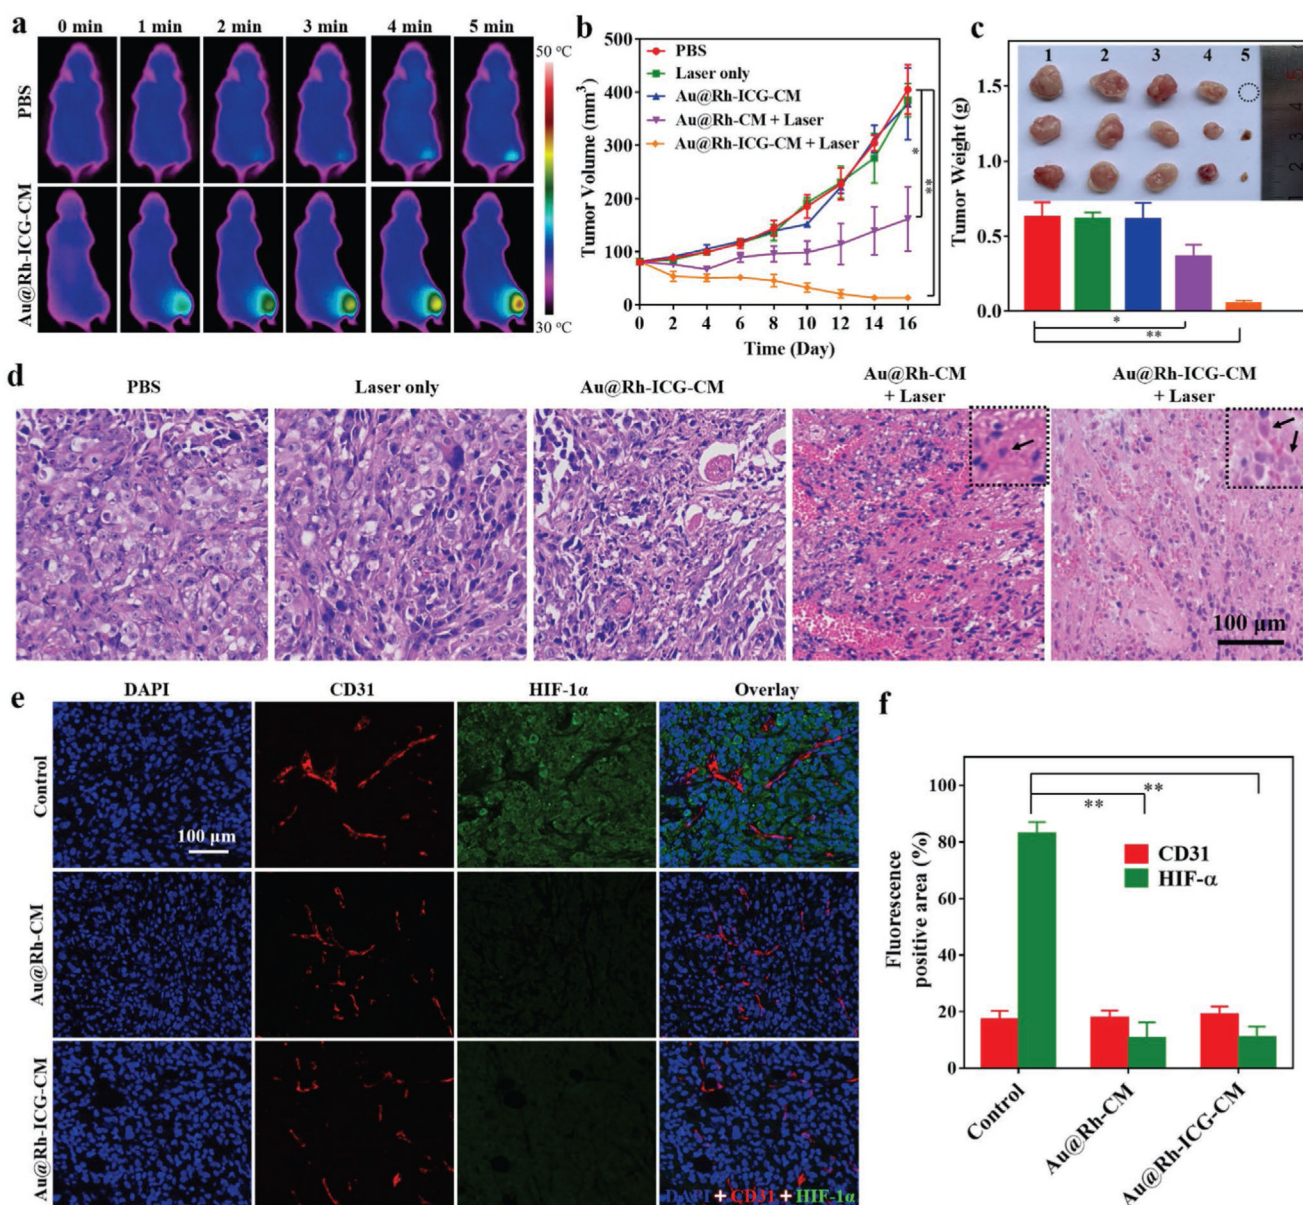 a
0 min 1 min 2 min 3 min 4 min 5 min
50 °C
PBS
Au@Rh-ICG-CM
30 °C
b
500
400
300
200
100
0
Tumor Volume (mm3)
PBS
Laser only
Au@Rh-ICG-CM
Au@Rh-CM + Laser
Au@Rh-ICG-CM + Laser
*
**
0 2 4 6 8 10 12 14 16
Time (Day)
c
1 2 3 4 5
1.5
1.0
0.5
0.0
Tumor Weight (g)
5
4
3
2
1
*
**
d
PBS
Laser only
Au@Rh-ICG-CM
Au@Rh-CM
+ Laser
Au@Rh-ICG-CM
+ Laser
100 μm
e
DAPI CD31 HIF-1α Overlay
Control
100 μm
Au@Rh-CM
Au@Rh-ICG-CM
DAPI + CD31 + HIF-1α
f
100
80
60
40
20
0
Fluorescence
positive area (%)
**
**
CD31
HIF-α
Control
Au@Rh-CM
Au@Rh-ICG-CM